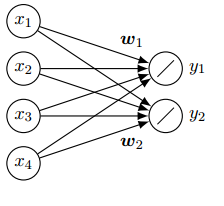 x₁
w₁
x₂ y₁
x₃ y₂
w₂
x₄